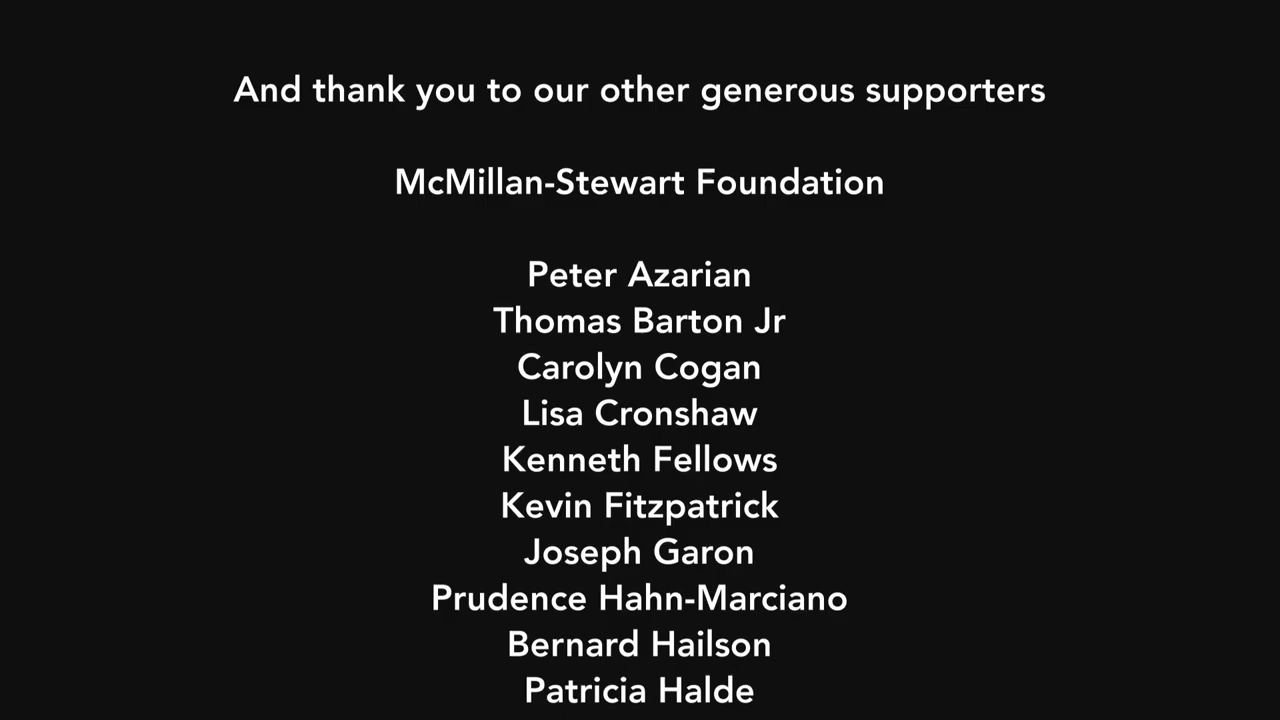 And thank you to our other generous supporters
McMillan-Stewart Foundation
Peter Azarian
Thomas Barton Jr
Carolyn Cogan
Lisa Cronshaw
Kenneth Fellows
Kevin Fitzpatrick
Joseph Garon
Prudence Hahn-Marciano
Bernard Hailson
Patricia Halde